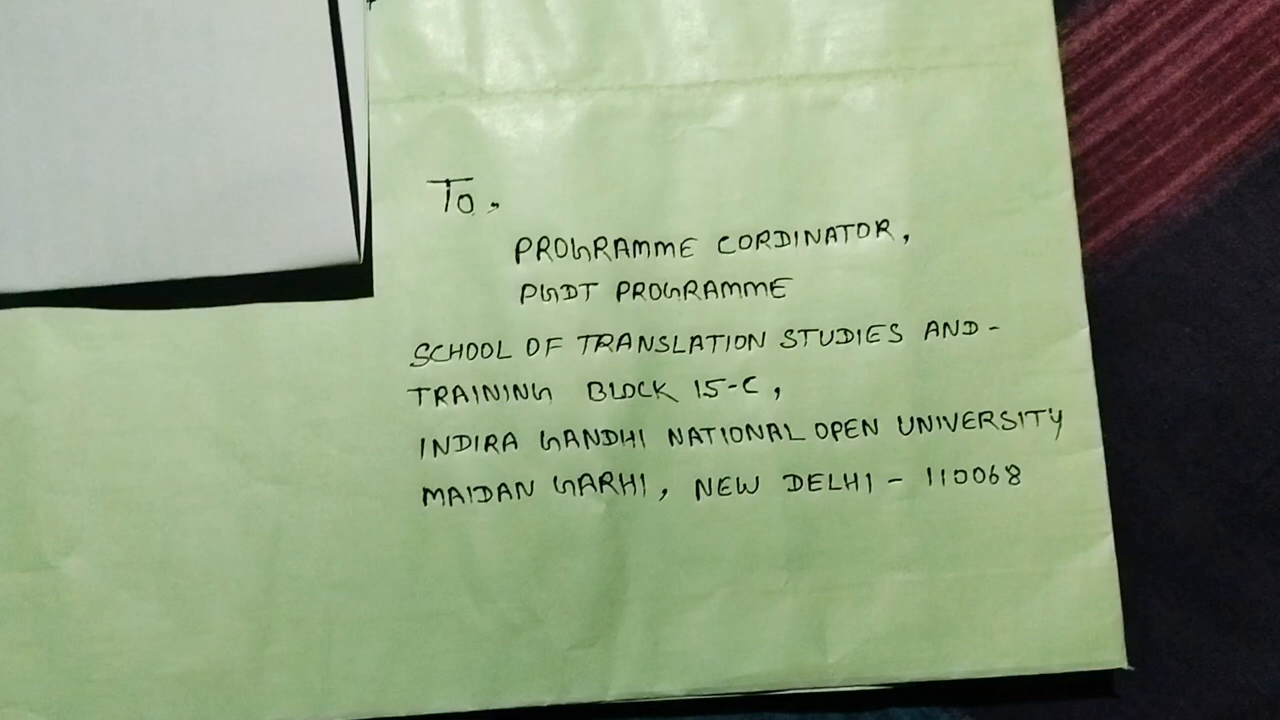 To,
PROGRAMME CORDINATOR,
PGDT PROGRAMME
SCHOOL OF TRANSLATION STUDIES AND-
TRAINING BLOCK 15-C,
INDIRA GANDHI NATIONAL OPEN UNIVERSITY
MAIDAN GARHI, NEW DELHI - 110068